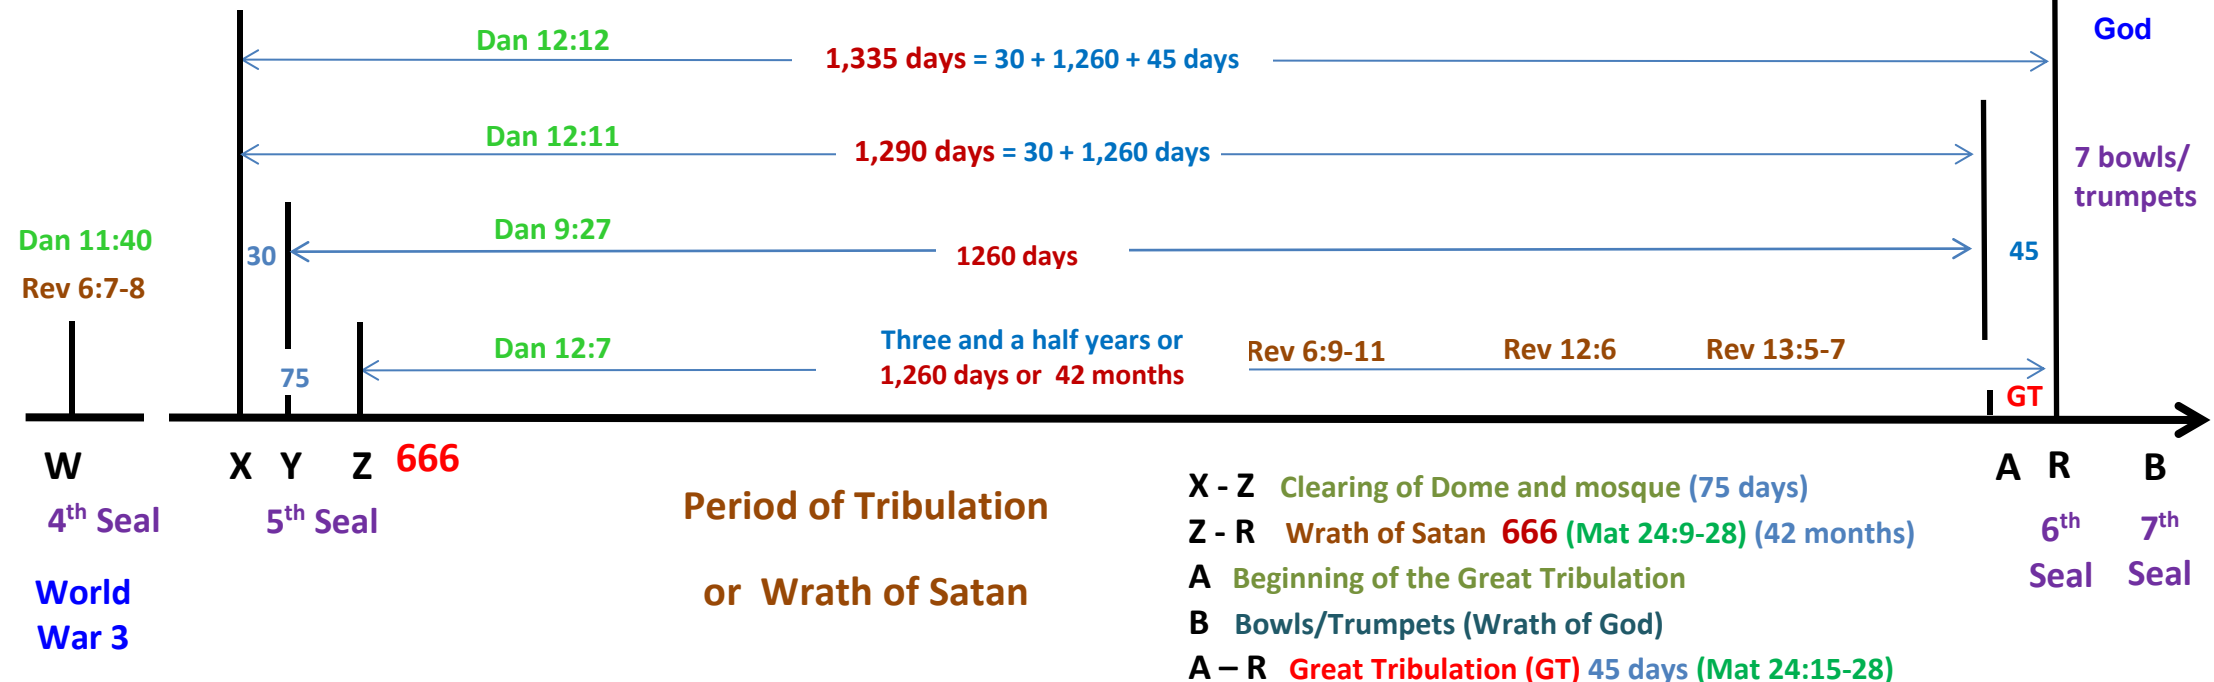 God
Dan 12:12
1,335 days = 30 + 1,260 + 45 days
Dan 12:11
1,290 days = 30 + 1,260 days
7 bowls/
trumpets
Dan 11:40
Rev 6:7-8
30
Dan 9:27
1260 days
45
75
Dan 12:7
Three and a half years or
1,260 days or 42 months
Rev 6:9-11
Rev 12:6
Rev 13:5-7
GT
W
X
Y
Z
666
A
R
B
4th Seal
5th Seal
6th
Seal
7th
Seal
World
War 3
Period of Tribulation
or Wrath of Satan
X - Z Clearing of Dome and mosque (75 days)
Z - R Wrath of Satan 666 (Mat 24:9-28) (42 months)
A Beginning of the Great Tribulation
B Bowls/Trumpets (Wrath of God)
A – R Great Tribulation (GT) 45 days (Mat 24:15-28)